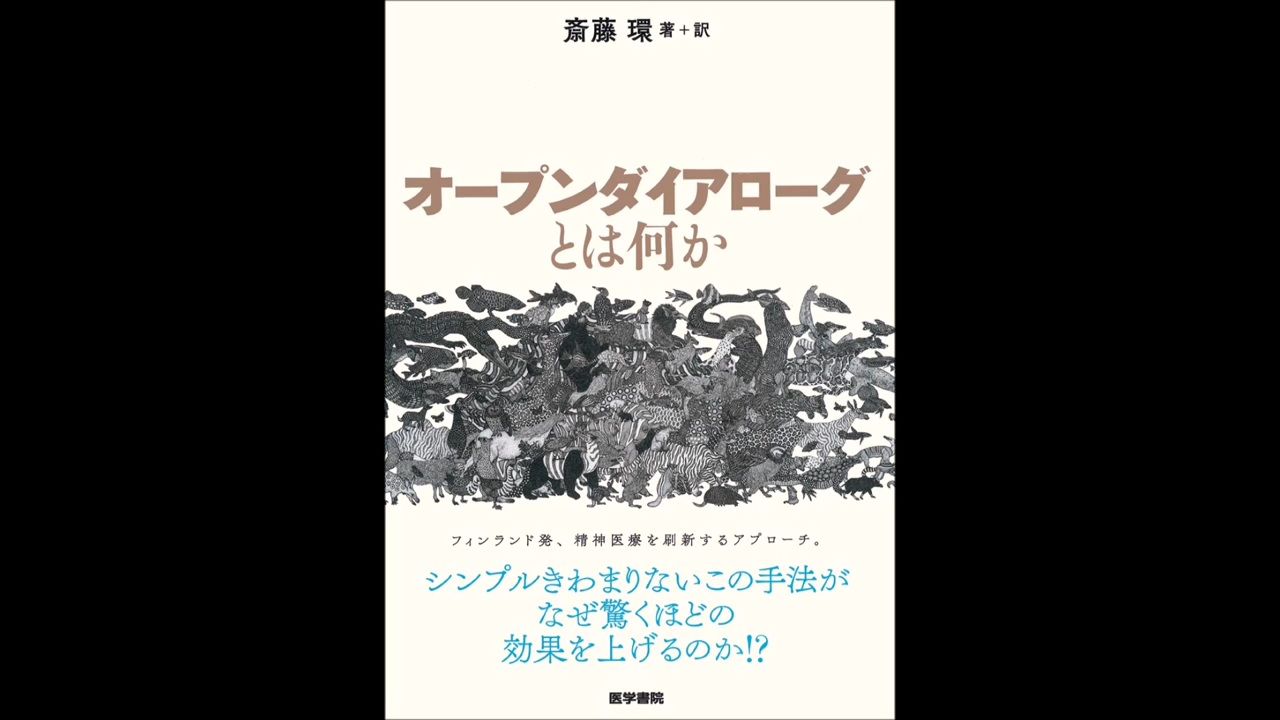 斎藤 環 著+訳
オープンダイアローグ
とは何か
フィンランド発、精神医療を刷新するアプローチ。
シンプルきわまりないこの手法が
なぜ驚くほどの
効果を上げるのか!?
医学書院